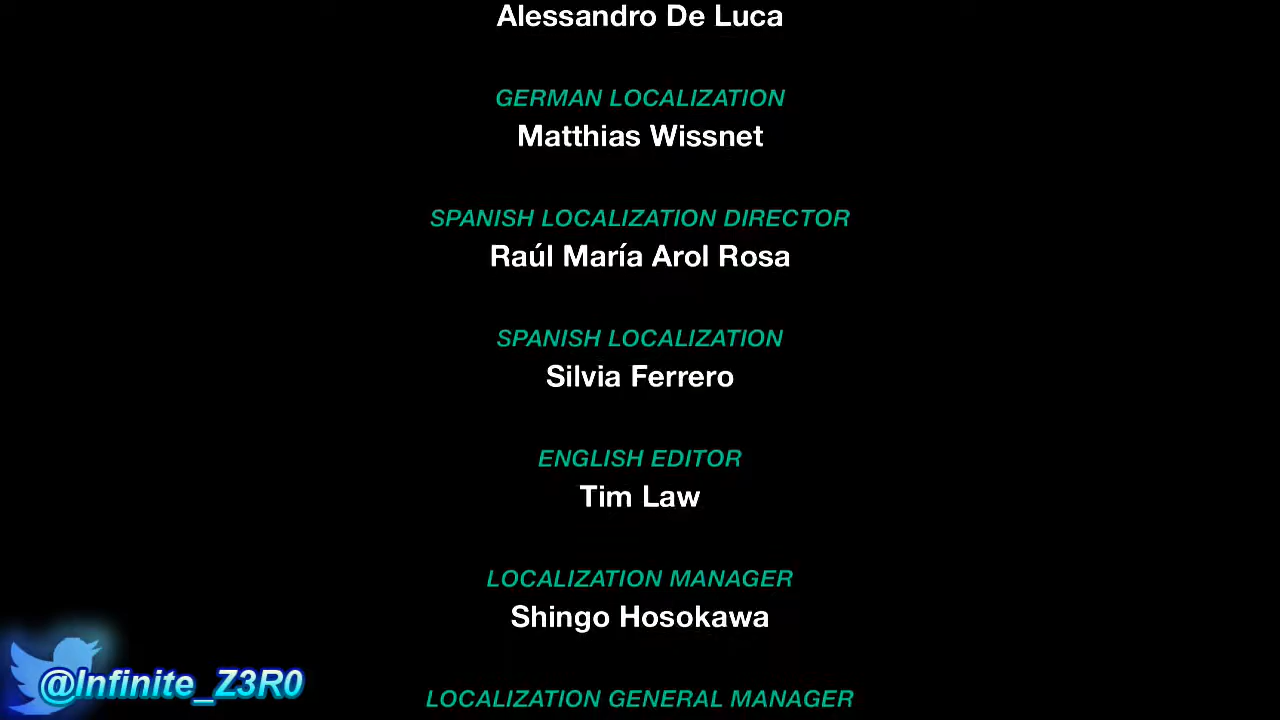 Alessandro De Luca
GERMAN LOCALIZATION
Matthias Wissnet
SPANISH LOCALIZATION DIRECTOR
Raúl María Arol Rosa
SPANISH LOCALIZATION
Silvia Ferrero
ENGLISH EDITOR
Tim Law
LOCALIZATION MANAGER
Shingo Hosokawa
@Infinite_Z3R0
LOCALIZATION GENERAL MANAGER